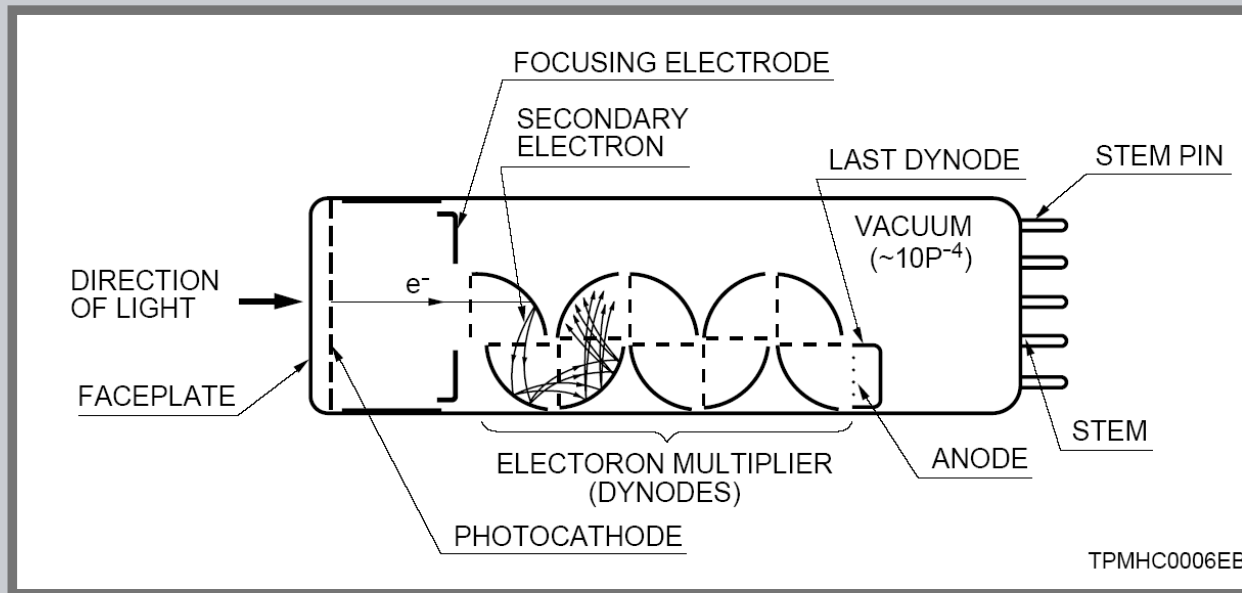 FOCUSING ELECTRODE
SECONDARY
ELECTRON
LAST DYNODE
STEM PIN
VACUUM
(~10P⁻⁴)
DIRECTION
OF LIGHT
e⁻
FACEPLATE
STEM
ELECTORON MULTIPLIER
(DYNODES)
ANODE
PHOTOCATHODE
TPMHC0006EB